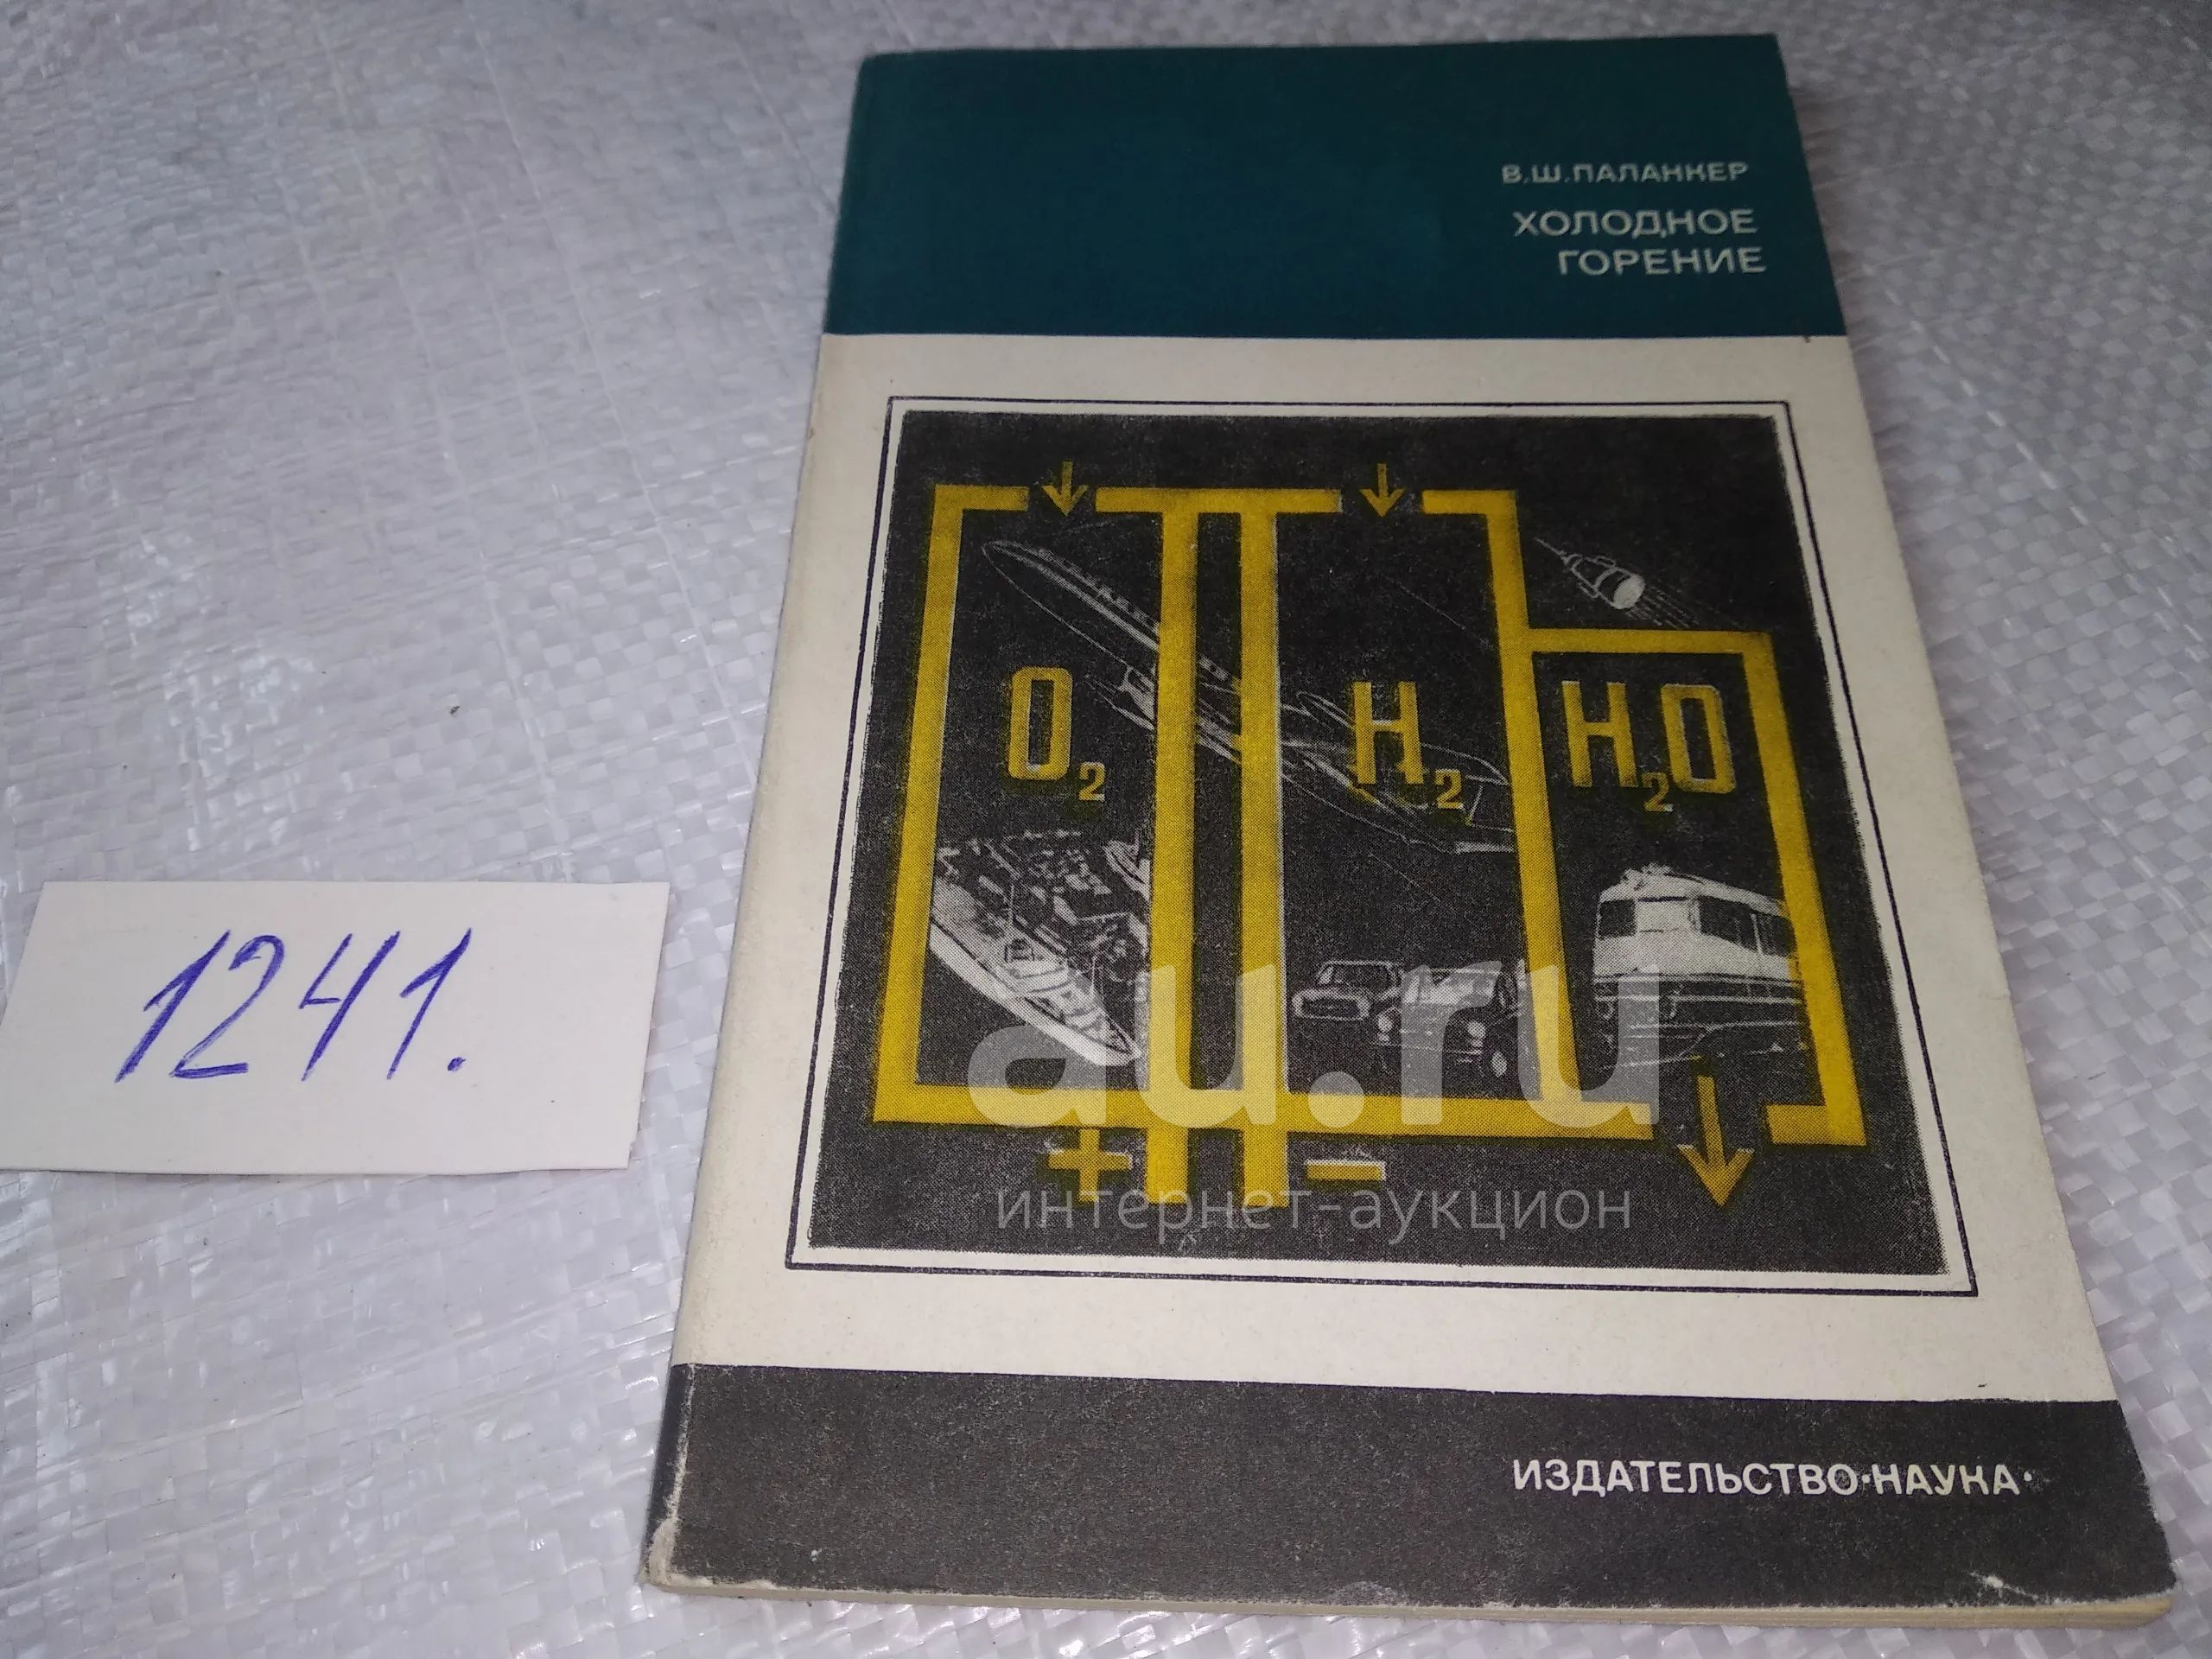 В.Ш.ПАЛАНКЕР
ХОЛОДНОЕ
ГОРЕНИЕ
O2 H2 H2O
1241.
au.ru
+ −
интернет-аукцион
ИЗДАТЕЛЬСТВО·НАУКА·